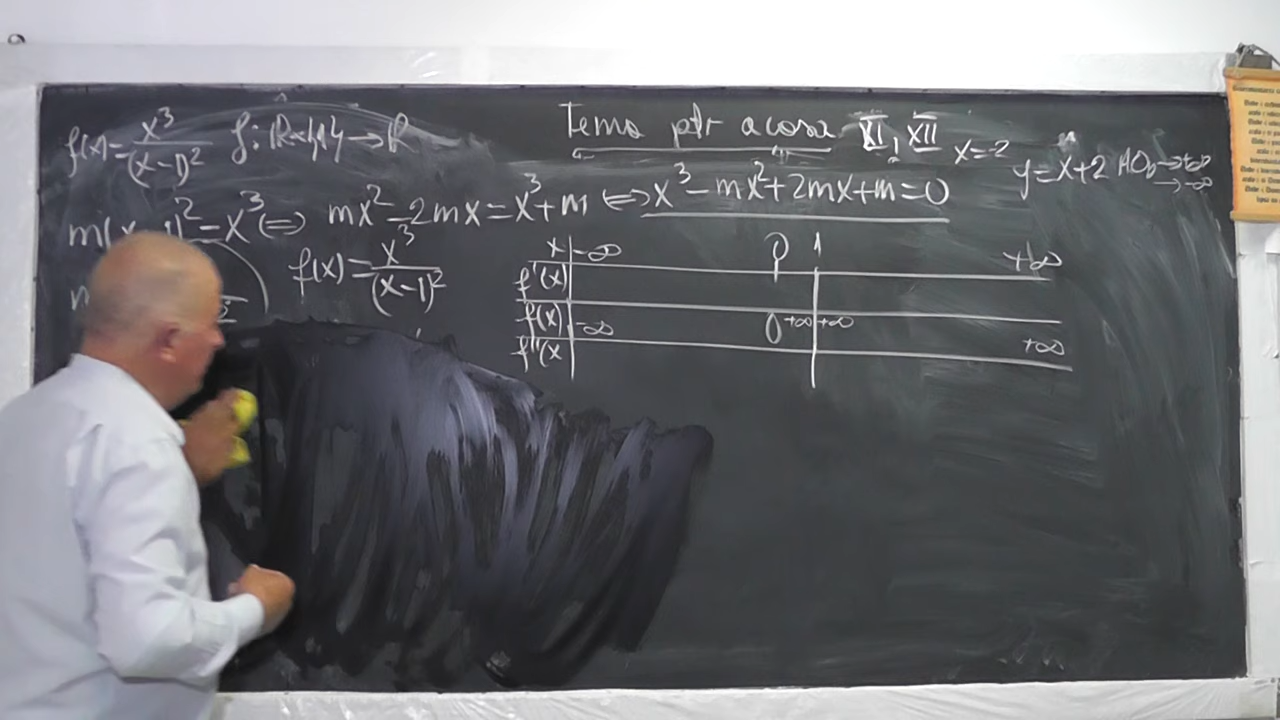 Tema ptr acasa XI, XII
f(x)=x³/(x-1)² f: R\{1} → R
x=-2
y=x+2 AOb → +∞
→ -∞
m(x-1)²=x³ ⇔ mx²-2mx=x³+m ⇔ x³-mx²+2mx+m=0
f(x)=x³/(x-1)²
x -∞ 0 1 +∞
f'(x)
f(x) -∞ 0 +∞ +∞ +∞
f''(x